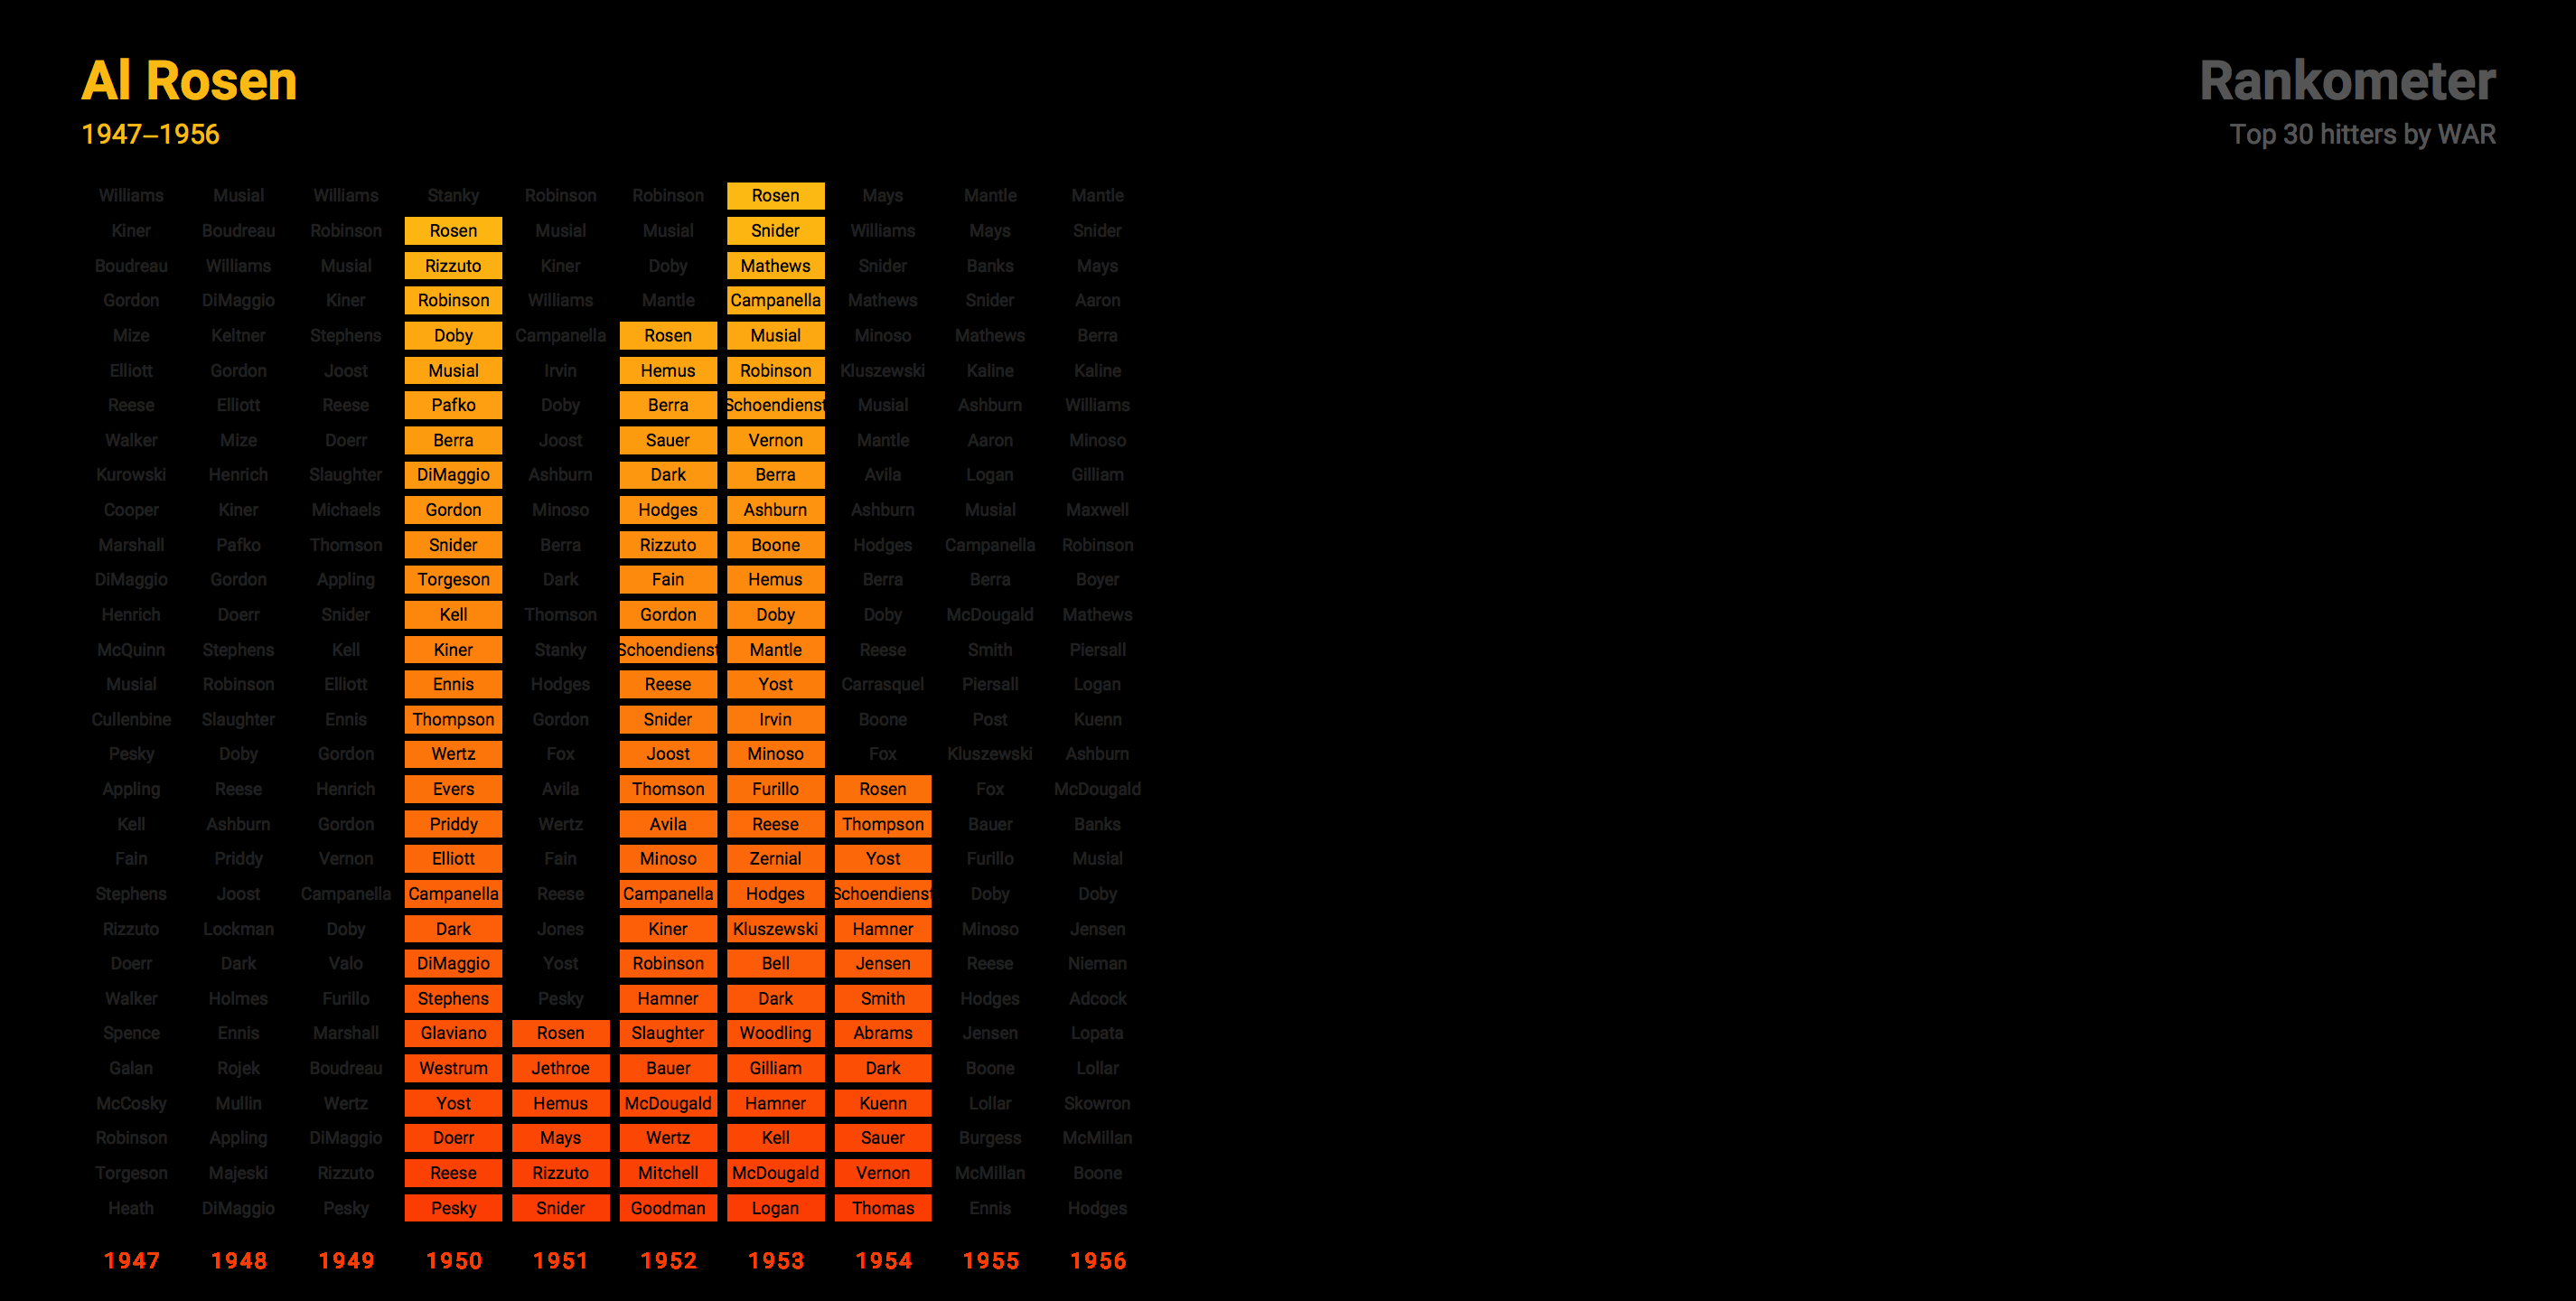 Al Rosen
1947–1956
Rankometer
Top 30 hitters by WAR
Williams Musial Williams Stanky Robinson Robinson Rosen Mays Mantle Mantle
Kiner Boudreau Robinson Rosen Musial Musial Snider Williams Mays Snider
Boudreau Williams Musial Rizzuto Kiner Doby Mathews Snider Banks Mays
Gordon DiMaggio Kiner Robinson Williams Mantle Campanella Mathews Snider Aaron
Mize Keltner Stephens Doby Campanella Rosen Musial Minoso Mathews Berra
Elliott Gordon Joost Musial Irvin Hemus Robinson Kluszewski Kaline Kaline
Reese Elliott Reese Pafko Doby Berra Schoendienst Musial Ashburn Williams
Walker Mize Doerr Berra Joost Sauer Vernon Mantle Aaron Minoso
Kurowski Henrich Slaughter DiMaggio Ashburn Dark Berra Avila Logan Gilliam
Cooper Kiner Michaels Gordon Minoso Hodges Ashburn Ashburn Musial Maxwell
Marshall Pafko Thomson Snider Berra Rizzuto Boone Hodges Campanella Robinson
DiMaggio Gordon Appling Torgeson Dark Fain Hemus Berra Berra Boyer
Henrich Doerr Snider Kell Thomson Gordon Doby Doby McDougald Mathews
McQuinn Stephens Kell Kiner Stanky Schoendienst Mantle Reese Smith Piersall
Musial Robinson Elliott Ennis Hodges Reese Yost Carrasquel Piersall Logan
Cullenbine Slaughter Ennis Thompson Gordon Snider Irvin Boone Post Kuenn
Pesky Doby Gordon Wertz Fox Joost Minoso Fox Kluszewski Ashburn
Appling Reese Henrich Evers Avila Thomson Furillo Rosen Fox McDougald
Kell Ashburn Gordon Priddy Wertz Avila Reese Thompson Bauer Banks
Fain Priddy Vernon Elliott Fain Minoso Zernial Yost Furillo Musial
Stephens Joost Campanella Campanella Reese Campanella Hodges Schoendienst Doby Doby
Rizzuto Lockman Doby Dark Jones Kiner Kluszewski Hamner Minoso Jensen
Doerr Dark Valo DiMaggio Yost Robinson Bell Jensen Reese Nieman
Walker Holmes Furillo Stephens Pesky Hamner Dark Smith Hodges Adcock
Spence Ennis Marshall Glaviano Rosen Slaughter Woodling Abrams Jensen Lopata
Galan Rojek Boudreau Westrum Jethroe Bauer Gilliam Dark Boone Lollar
McCosky Mullin Wertz Yost Hemus McDougald Hamner Kuenn Lollar Skowron
Robinson Appling DiMaggio Doerr Mays Wertz Kell Sauer Burgess McMillan
Torgeson Majeski Rizzuto Reese Rizzuto Mitchell McDougald Vernon McMillan Boone
Heath DiMaggio Pesky Pesky Snider Goodman Logan Thomas Ennis Hodges
1947 1948 1949 1950 1951 1952 1953 1954 1955 1956